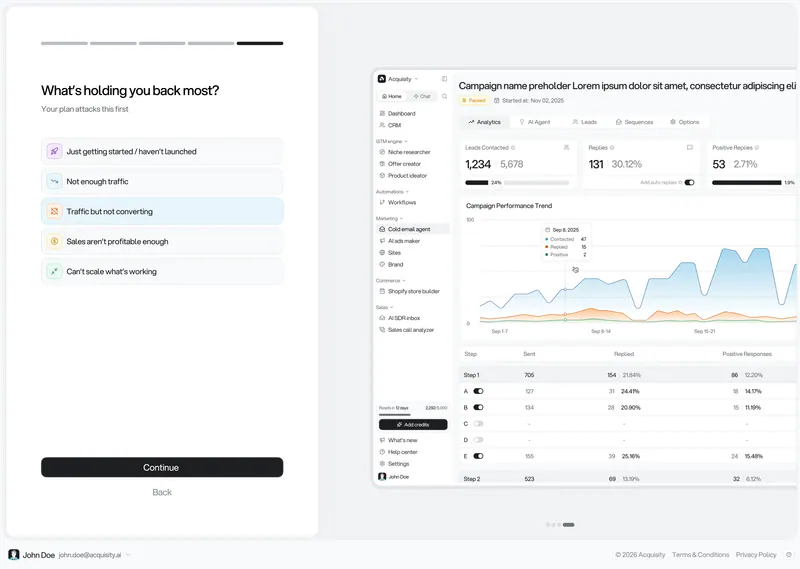 What's holding you back most?
Your plan attacks this first
Just getting started / haven't launched
Not enough traffic
Traffic but not converting
Sales aren't profitable enough
Can't scale what's working
Continue
Back
Acquisity
Home
Chat
Dashboard
CRM
GTM engine
Niche researcher
Offer creator
Product ideator
Automations
Workflows
Marketing
Cold email agent
AI ads maker
Sites
Brand
Commerce
Shopify store builder
Sales
AI SDR inbox
Sales call analyzer
Resets in 12 days
Add credits
What's new
Help center
Settings
John Doe
Campaign name preholder Lorem ipsum dolor sit amet, consectetur adipiscing eli
Paused
Started at: Nov 02, 2025
Analytics
AI Agent
Leads
Sequences
Options
Leads Contacted
1,234 / 5,678
24%
Replies
131 | 30.12%
Add auto replies
Positive Replies
53 | 2.71%
1.9%
Campaign Performance Trend
100
Sep 8, 2025
Contacted 47
Replied 15
Positive 2
0
Sep 1-7
Sep 8-14
Sep 15-21
Step Sent Replied Positive Responses
Step 1 705 154 | 21.84% 86 | 12.20%
A 127 31 24.41% 18 14.17%
B 134 28 20.90% 15 11.19%
C - - -
D - - -
E 155 39 25.16% 24 15.48%
Step 2 523 69 | 13.19% 32 | 6.12%
John Doe john.doe@acquisity.ai
© 2026 Acquisity Terms & Conditions Privacy Policy